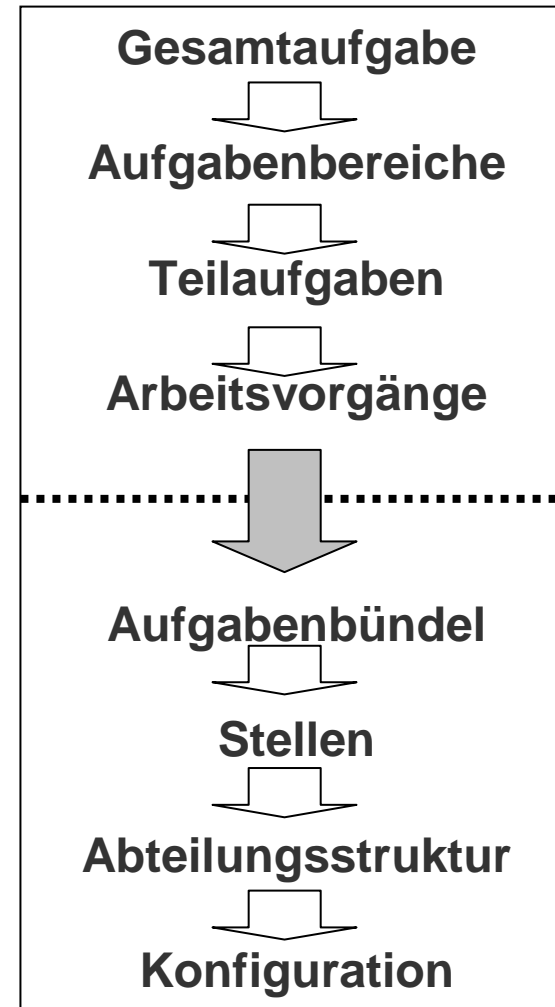 Gesamtaufgabe
Aufgabenbereiche
Teilaufgaben
Arbeitsvorgänge
Aufgabenbündel
Stellen
Abteilungsstruktur
Konfiguration